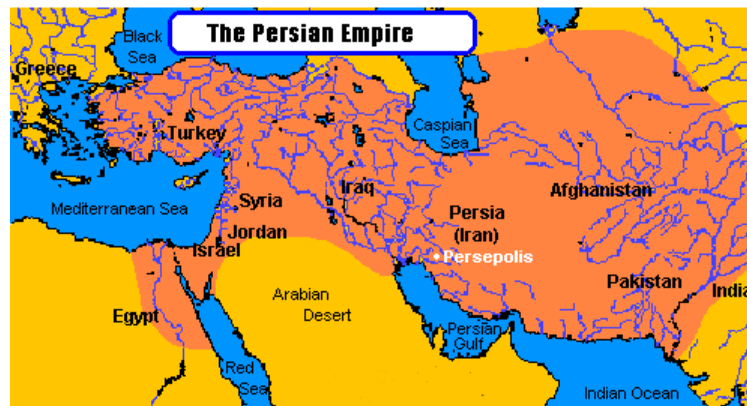 The Persian Empire
Black
Sea
Greece
Caspian
Sea
Turkey
Iraq
Afghanistan
Syria
Mediterranean Sea
Persia
(Iran)
Jordan
Israel
Persepolis
Pakistan
India
Arabian
Desert
Egypt
Persian
Gulf
Red
Sea
Indian Ocean